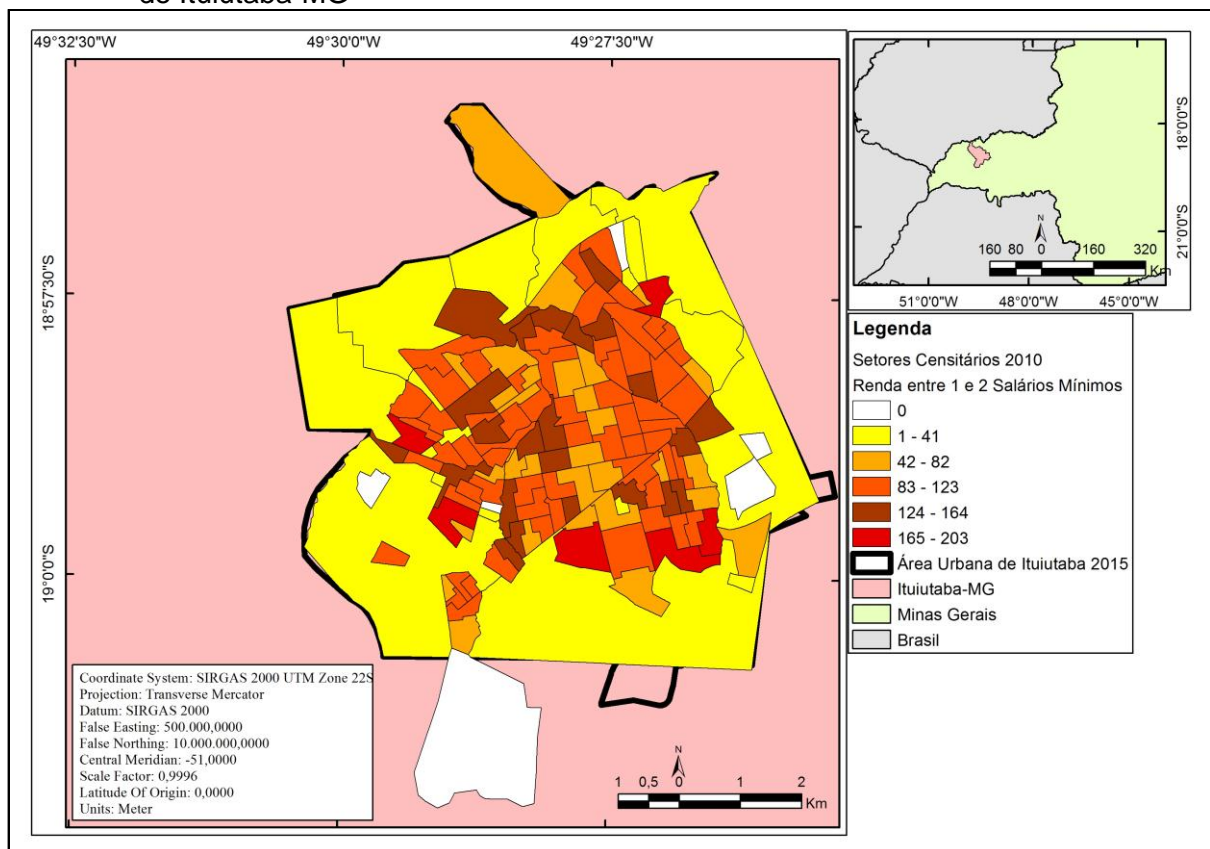 de Ituiutaba-MG
49°32'30"W
49°30'0"W
49°27'30"W
18°57'30"S
19°0'0"S
Coordinate System: SIRGAS 2000 UTM Zone 22S
Projection: Transverse Mercator
Datum: SIRGAS 2000
False Easting: 500.000,0000
False Northing: 10.000.000,0000
Central Meridian: -51,0000
Scale Factor: 0,9996
Latitude Of Origin: 0,0000
Units: Meter
N
1 0,5 0 1 2
Km
18°0'0"S
21°0'0"S
N
160 80 0 160 320
Km
51°0'0"W 48°0'0"W 45°0'0"W
Legenda
Setores Censitários 2010
Renda entre 1 e 2 Salários Mínimos
0
1 - 41
42 - 82
83 - 123
124 - 164
165 - 203
Área Urbana de Ituiutaba 2015
Ituiutaba-MG
Minas Gerais
Brasil